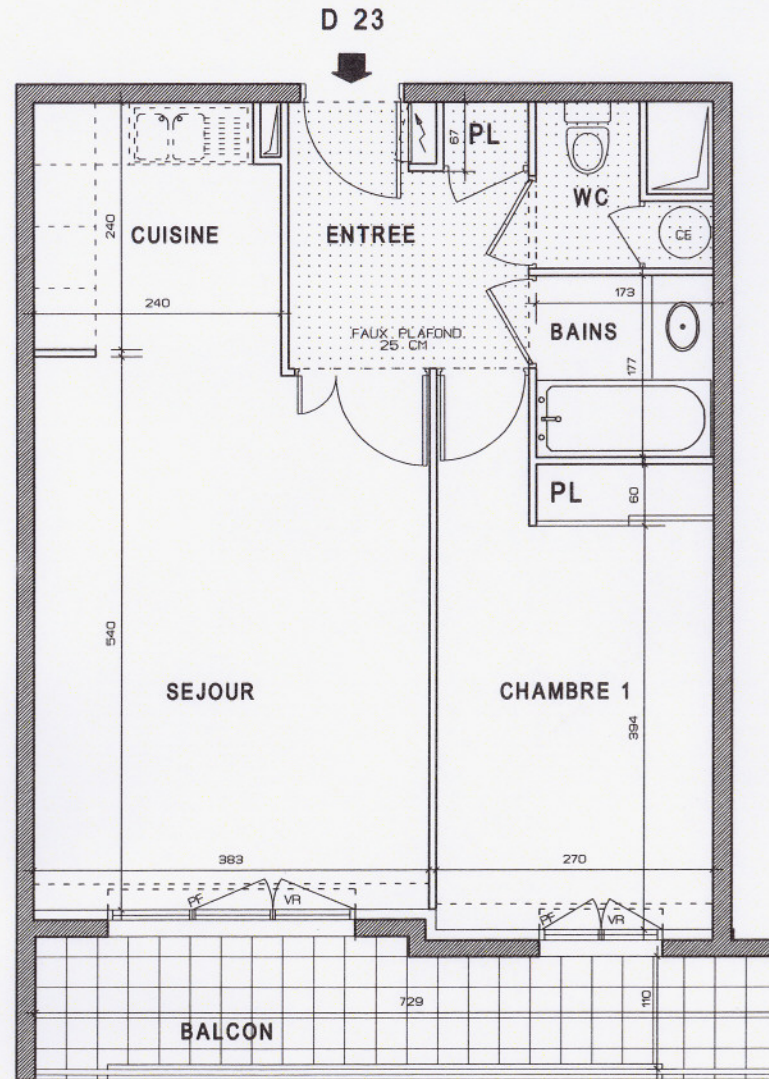 D 23
PL
67
WC
CUISINE
ENTREE
CE
240
240
173
FAUX PLAFOND
25 CM
BAINS
177
PL
60
540
SEJOUR
CHAMBRE 1
394
383
270
PF
VR
PF
VR
729
110
BALCON